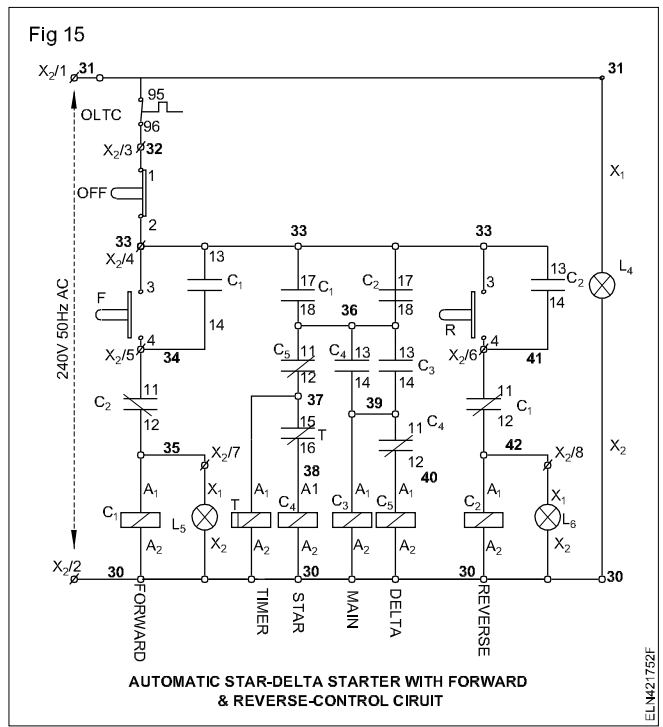 Fig 15
X2/1 31 31
95
OLTC
96
X2/3 32
1
OFF
2
X1
33 33 33
X2/4
13 17 17 13
C1 C1 C2 C2 L4
3 18 18 3 14
F 36 R
14
4 4
X2/5 34 X2/6 41
C5 11 C4 13 13 C3
12 14 14
240V 50Hz AC
11 11
C2 C1
12 12
37 39
15 T C4 11
16 12
35 X2/7 38 40 42 X2/8
X2
A1 X1 A1 A1 A1 A1 A1 X1
C1 L5 T C4 C3 C5 C2 L6
A2 X2 A2 A2 A2 A2 A2 X2
X2/2 30 30 30 30
FORWARD
TIMER
STAR
MAIN
DELTA
REVERSE
AUTOMATIC STAR-DELTA STARTER WITH FORWARD
& REVERSE-CONTROL CIRUIT
ELN421752F